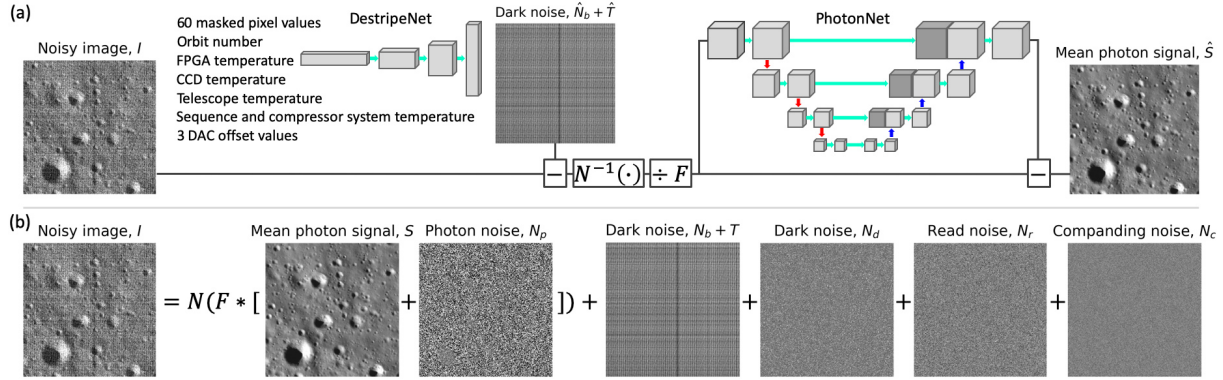 (a)
Noisy image, I
60 masked pixel values
Orbit number
FPGA temperature
CCD temperature
Telescope temperature
Sequence and compressor system temperature
3 DAC offset values
DestripeNet
Dark noise, N̂_b + T̂
PhotonNet
Mean photon signal, Ŝ
− N⁻¹(·) ÷ F −
(b)
Noisy image, I
Mean photon signal, S
Photon noise, N_p
Dark noise, N_b + T
Dark noise, N_d
Read noise, N_r
Companding noise, N_c
= N(F * [ + ]) + + + +